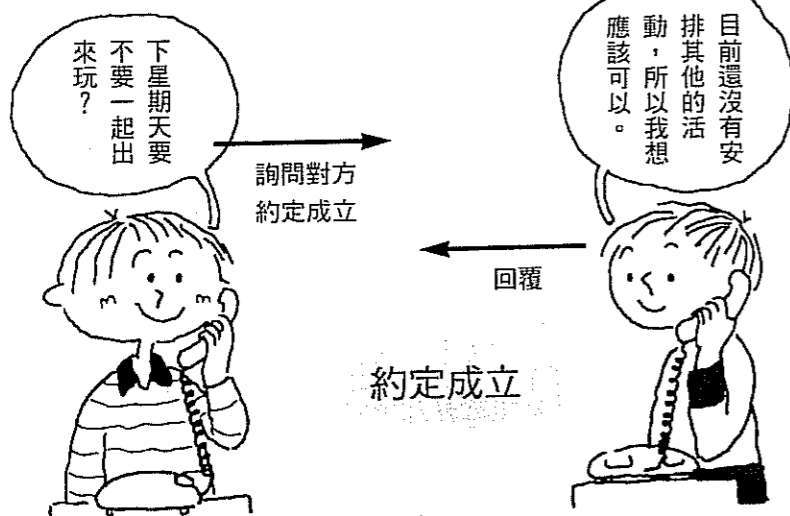 下星期天要
不要一起出
來玩？
詢問對方
約定成立
目前還沒有安
排其他的活
動，所以我想
應該可以。
回覆
約定成立